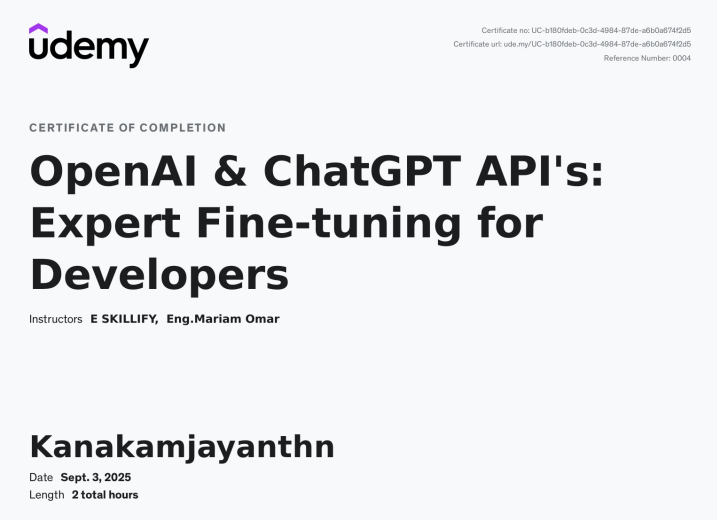 udemy
Certificate no: UC-b180fdeb-0c3d-4984-87de-a6b0a674f2d5
Certificate url: ude.my/UC-b180fdeb-0c3d-4984-87de-a6b0a674f2d5
Reference Number: 0004
CERTIFICATE OF COMPLETION
OpenAI & ChatGPT API's:
Expert Fine-tuning for
Developers
Instructors E SKILLIFY, Eng.Mariam Omar
Kanakamjayanthn
Date Sept. 3, 2025
Length 2 total hours